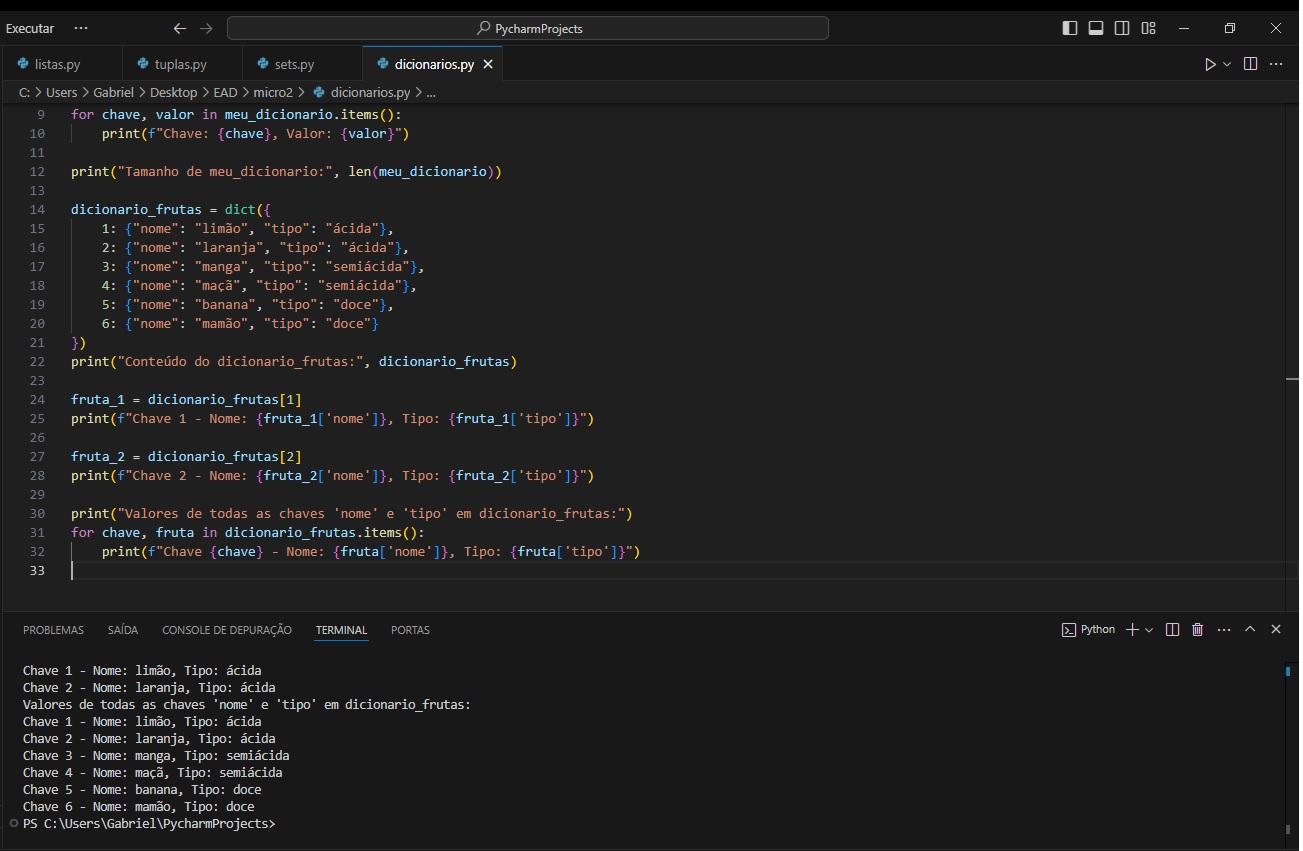 Executar ···
PycharmProjects
listas.py tuplas.py sets.py dicionarios.py
C: > Users > Gabriel > Desktop > EAD > micro2 > dicionarios.py > ...
9 for chave, valor in meu_dicionario.items():
10     print(f"Chave: {chave}, Valor: {valor}")
11
12 print("Tamanho de meu_dicionario:", len(meu_dicionario))
13
14 dicionario_frutas = dict({
15     1: {"nome": "limão", "tipo": "ácida"},
16     2: {"nome": "laranja", "tipo": "ácida"},
17     3: {"nome": "manga", "tipo": "semiácida"},
18     4: {"nome": "maçã", "tipo": "semiácida"},
19     5: {"nome": "banana", "tipo": "doce"},
20     6: {"nome": "mamão", "tipo": "doce"}
21 })
22 print("Conteúdo do dicionario_frutas:", dicionario_frutas)
23
24 fruta_1 = dicionario_frutas[1]
25 print(f"Chave 1 - Nome: {fruta_1['nome']}, Tipo: {fruta_1['tipo']}")
26
27 fruta_2 = dicionario_frutas[2]
28 print(f"Chave 2 - Nome: {fruta_2['nome']}, Tipo: {fruta_2['tipo']}")
29
30 print("Valores de todas as chaves 'nome' e 'tipo' em dicionario_frutas:")
31 for chave, fruta in dicionario_frutas.items():
32     print(f"Chave {chave} - Nome: {fruta['nome']}, Tipo: {fruta['tipo']}")
33
PROBLEMAS SAÍDA CONSOLE DE DEPURAÇÃO TERMINAL PORTAS Python
Chave 1 - Nome: limão, Tipo: ácida
Chave 2 - Nome: laranja, Tipo: ácida
Valores de todas as chaves 'nome' e 'tipo' em dicionario_frutas:
Chave 1 - Nome: limão, Tipo: ácida
Chave 2 - Nome: laranja, Tipo: ácida
Chave 3 - Nome: manga, Tipo: semiácida
Chave 4 - Nome: maçã, Tipo: semiácida
Chave 5 - Nome: banana, Tipo: doce
Chave 6 - Nome: mamão, Tipo: doce
PS C:\Users\Gabriel\PycharmProjects>